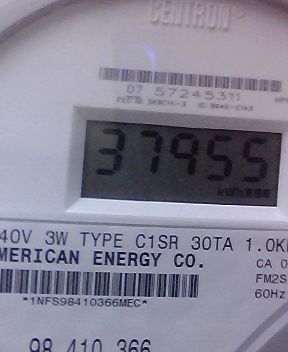 CENTRON®
07 57245311
37955
kWh
40V 3W TYPE C1SR 30TA 1.0K
MERICAN ENERGY CO.
CA 0
FM2S
60Hz
*1NFS98410366MEC*
98 410 366